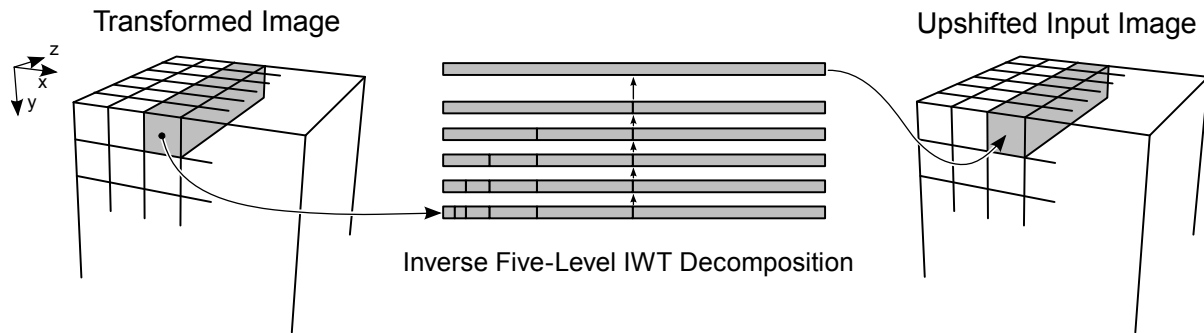 Transformed Image
Upshifted Input Image
z
x
y
Inverse Five-Level IWT Decomposition